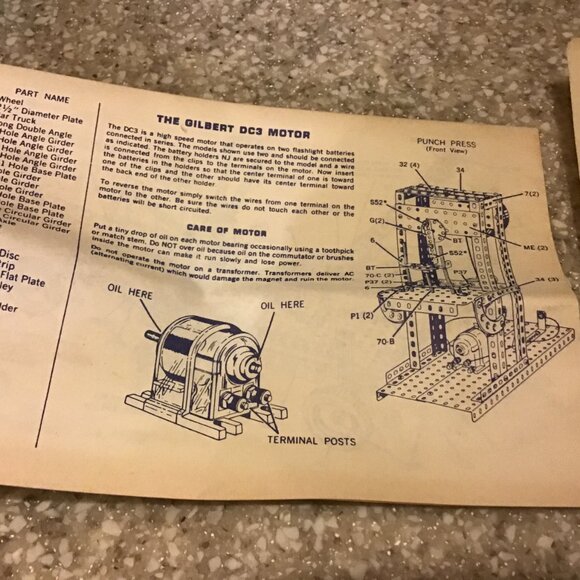 PART NAME
Wheel
1/2" Diameter Plate
ar Truck
ong Double Angle
Hole Angle Girder
Hole Angle Girder
Hole Angle Girder
1 Hole Base Plate
le Girder
ole Girder
ole Girder
Hole Base Plate
ole Base Plate
Circular Girder
Circular Girder
Disc
rip
Flat Plate
ley
lder
THE GILBERT DC3 MOTOR
The DC3 is a high speed motor that operates on two flashlight batteries
connected in series. The models shown use two and should be connected
as indicated. The battery holders NJ are secured to the model and a wire
connected from the clips to the terminals on the motor. Now insert
the batteries in the holders so that the center terminal of one is toward
one of the clips and the other should have its center terminal toward
the back end of the other holder.
To reverse the motor simply switch the wires from one terminal on the
motor to the other. Be sure the wires do not touch each other or the
batteries will be short circuited.
CARE OF MOTOR
Put a tiny drop of oil on each motor bearing occasionally using a toothpick
or match stem. Do NOT over oil because oil on the commutator or brushes
inside the motor can make it run slowly and lose power.
Do not operate the motor on a transformer. Transformers deliver AC
(alternating current) which would damage the magnet and ruin the motor.
OIL HERE
OIL HERE
TERMINAL POSTS
PUNCH PRESS
(Front View)
32 (4)
34
7(2)
S52*
G(2)
BT
ME (2)
6
S52*
BT
P37
70-C (2)
P37 (2)
6
34 (3)
P1 (2)
70-B